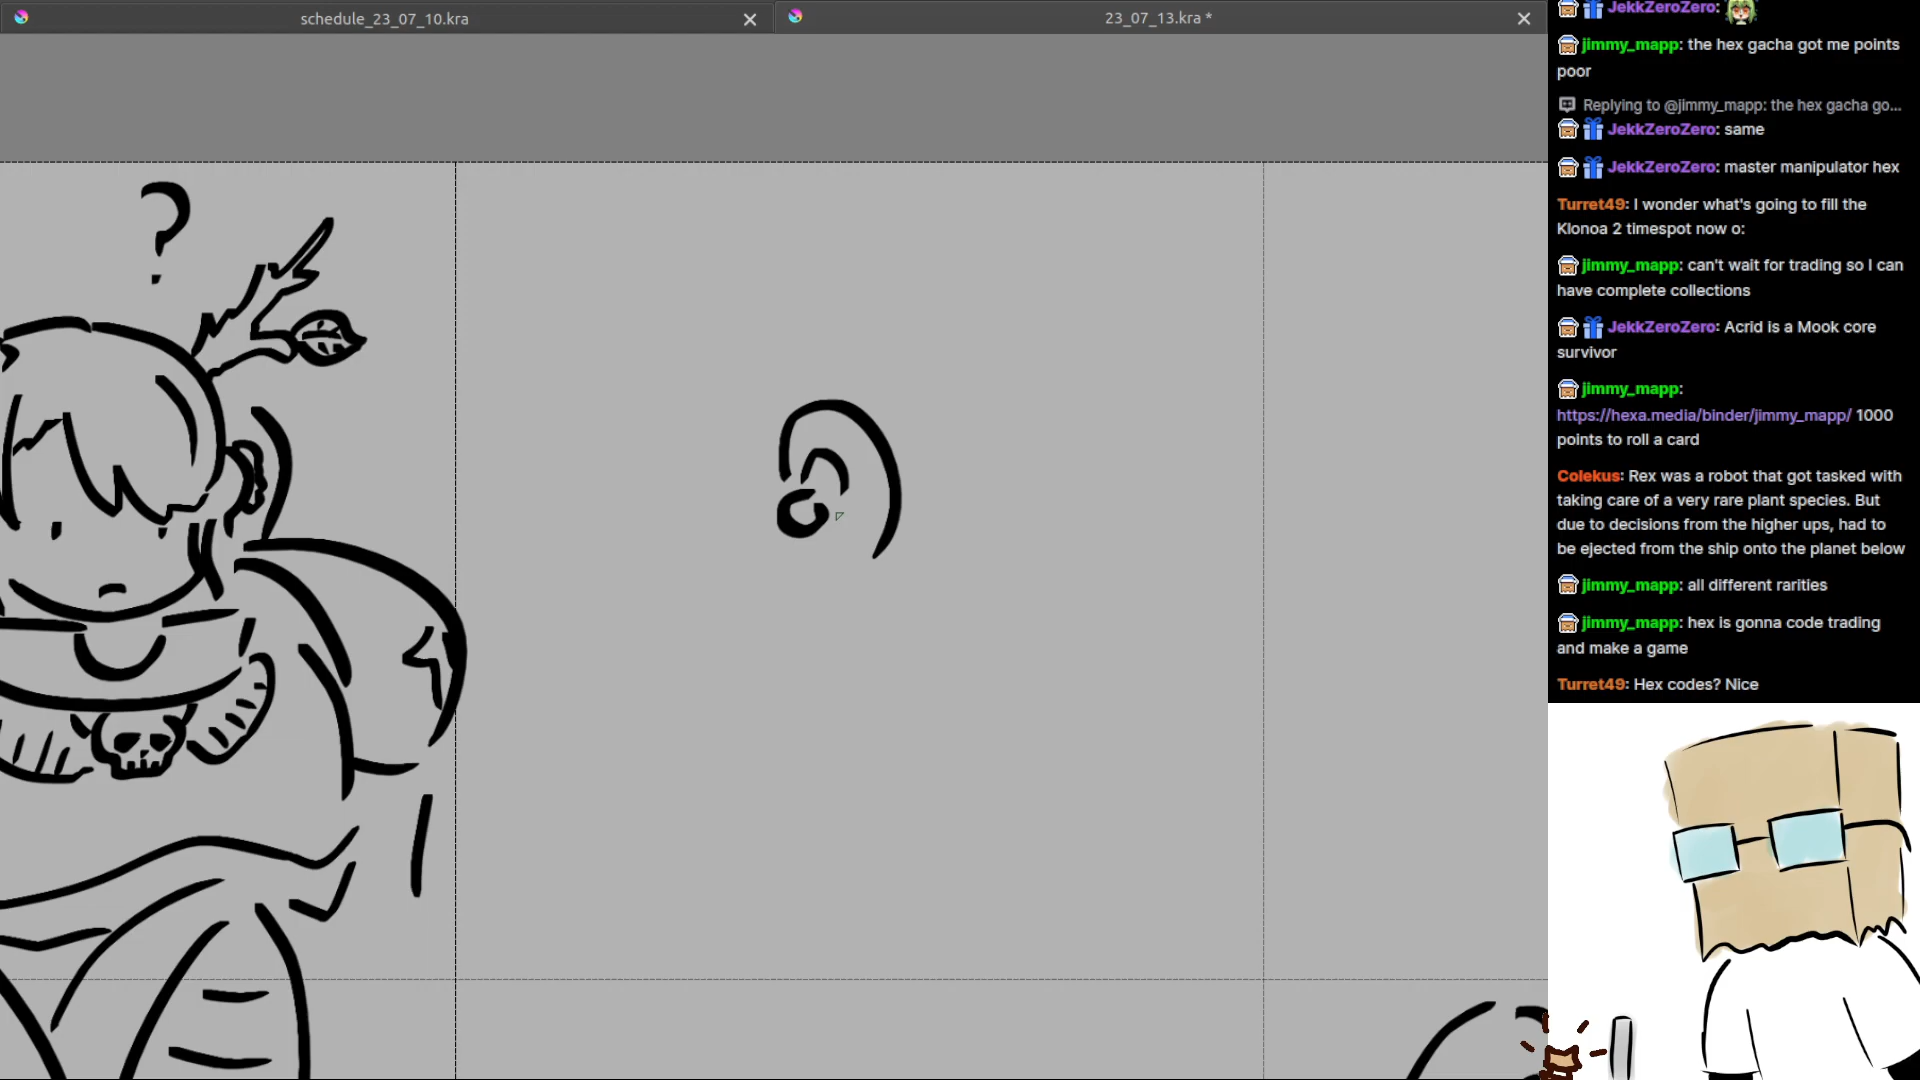 schedule_23_07_10.kra
23_07_13.kra *
JekkZeroZero:
jimmy_mapp: the hex gacha got me points
poor
Replying to @jimmy_mapp: the hex gacha go...
JekkZeroZero: same
JekkZeroZero: master manipulator hex
Turret49: I wonder what's going to fill the
Klonoa 2 timespot now o:
jimmy_mapp: can't wait for trading so I can
have complete collections
JekkZeroZero: Acrid is a Mook core
survivor
jimmy_mapp:
https://hexa.media/binder/jimmy_mapp/ 1000
points to roll a card
Colekus: Rex was a robot that got tasked with
taking care of a very rare plant species. But
due to decisions from the higher ups, had to
be ejected from the ship onto the planet below
jimmy_mapp: all different rarities
jimmy_mapp: hex is gonna code trading
and make a game
Turret49: Hex codes? Nice
?